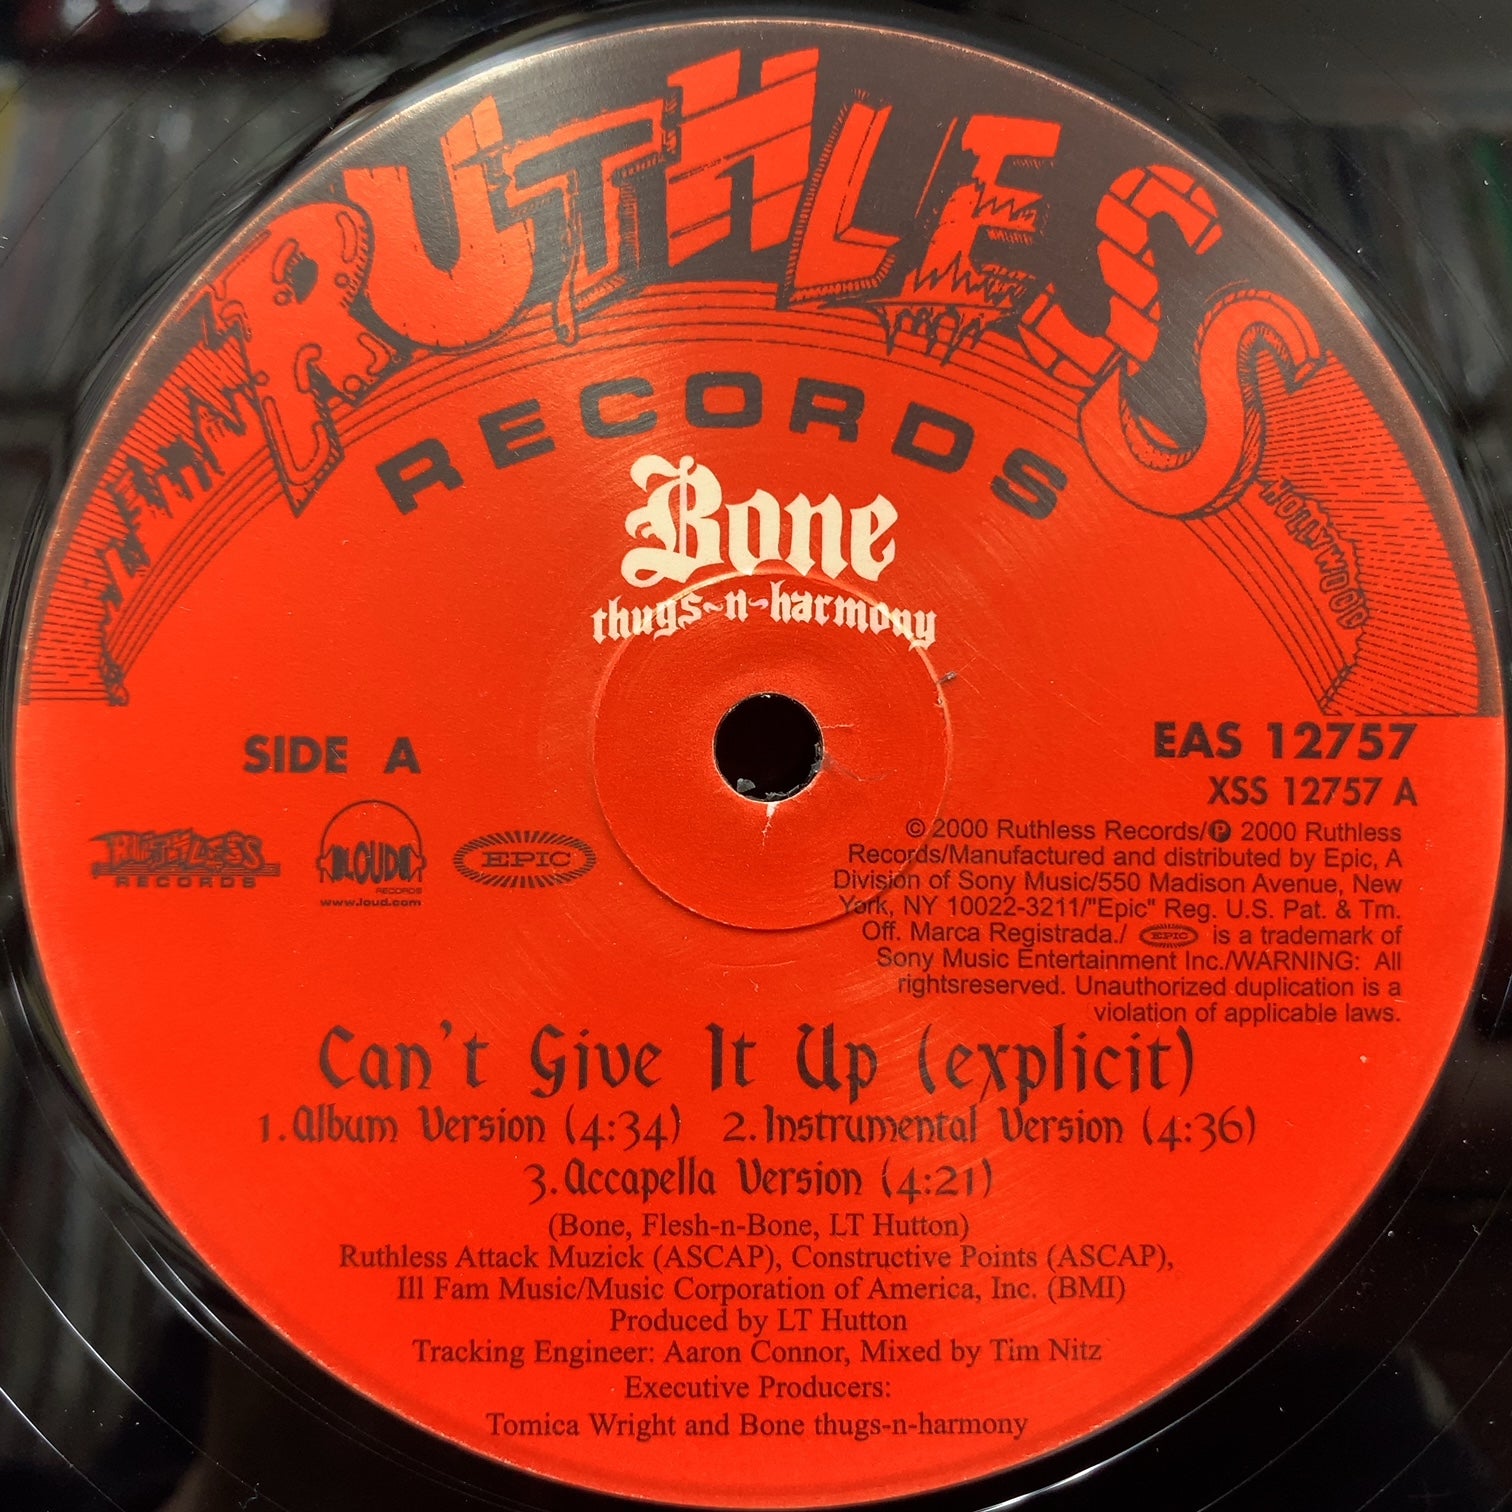 RUTHLESS
RECORDS
HOLLYWOOD
Bone
thugs~n~harmony
SIDE A
EAS 12757
XSS 12757 A
RUTHLESS
RECORDS
LOUD
RECORDS
www.loud.com
EPIC
© 2000 Ruthless Records/℗ 2000 Ruthless
Records/Manufactured and distributed by Epic, A
Division of Sony Music/550 Madison Avenue, New
York, NY 10022-3211/"Epic" Reg. U.S. Pat. & Tm.
Off. Marca Registrada./ EPIC is a trademark of
Sony Music Entertainment Inc./WARNING: All
rightsreserved. Unauthorized duplication is a
violation of applicable laws.
Can't Give It Up (explicit)
1. Album Version (4:34) 2. Instrumental Version (4:36)
3. Accapella Version (4:21)
(Bone, Flesh-n-Bone, LT Hutton)
Ruthless Attack Muzick (ASCAP), Constructive Points (ASCAP),
Ill Fam Music/Music Corporation of America, Inc. (BMI)
Produced by LT Hutton
Tracking Engineer: Aaron Connor, Mixed by Tim Nitz
Executive Producers:
Tomica Wright and Bone thugs-n-harmony